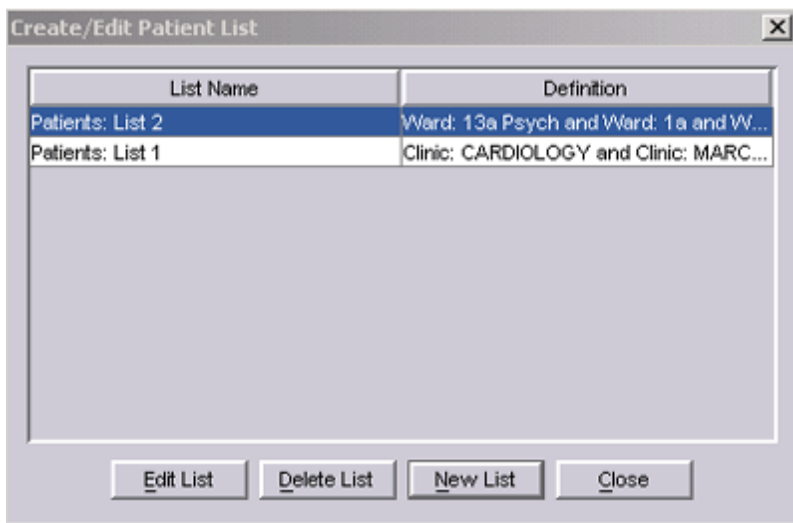 Create/Edit Patient List
List Name Definition
Patients: List 2 Ward: 13a Psych and Ward: 1a and W...
Patients: List 1 Clinic: CARDIOLOGY and Clinic: MARC...
Edit List Delete List New List Close